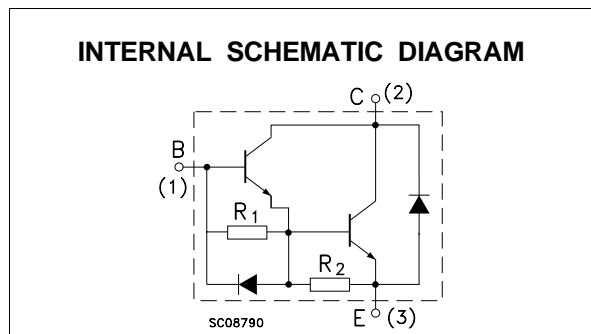 INTERNAL SCHEMATIC DIAGRAM
C (2)
B
(1)
R1
R2
SC08790
E (3)